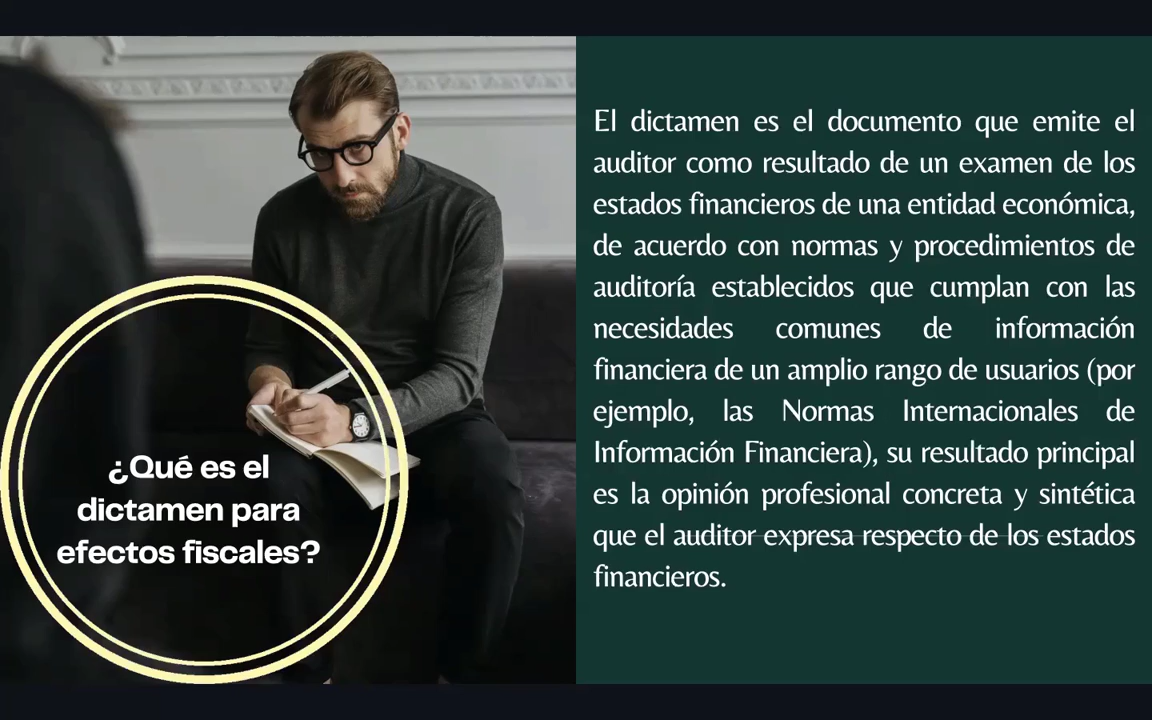 ¿Qué es el
dictamen para
efectos fiscales?
El dictamen es el documento que emite el
auditor como resultado de un examen de los
estados financieros de una entidad económica,
de acuerdo con normas y procedimientos de
auditoría establecidos que cumplan con las
necesidades comunes de información
financiera de un amplio rango de usuarios (por
ejemplo, las Normas Internacionales de
Información Financiera), su resultado principal
es la opinión profesional concreta y sintética
que el auditor expresa respecto de los estados
financieros.